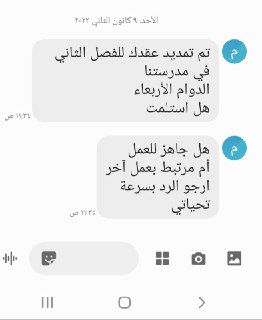 الأحد، ٩ كانون الثاني ٢٠٢٢
م
تم تمديد عقدك للفصل الثاني
في مدرستنا
الدوام الأربعاء
هل استلمت
١١:٣٤ ص
م
هل جاهز للعمل
أم مرتبط بعمل آخر
ارجو الرد بسرعة
تحياتي
١١:٣٤ ص